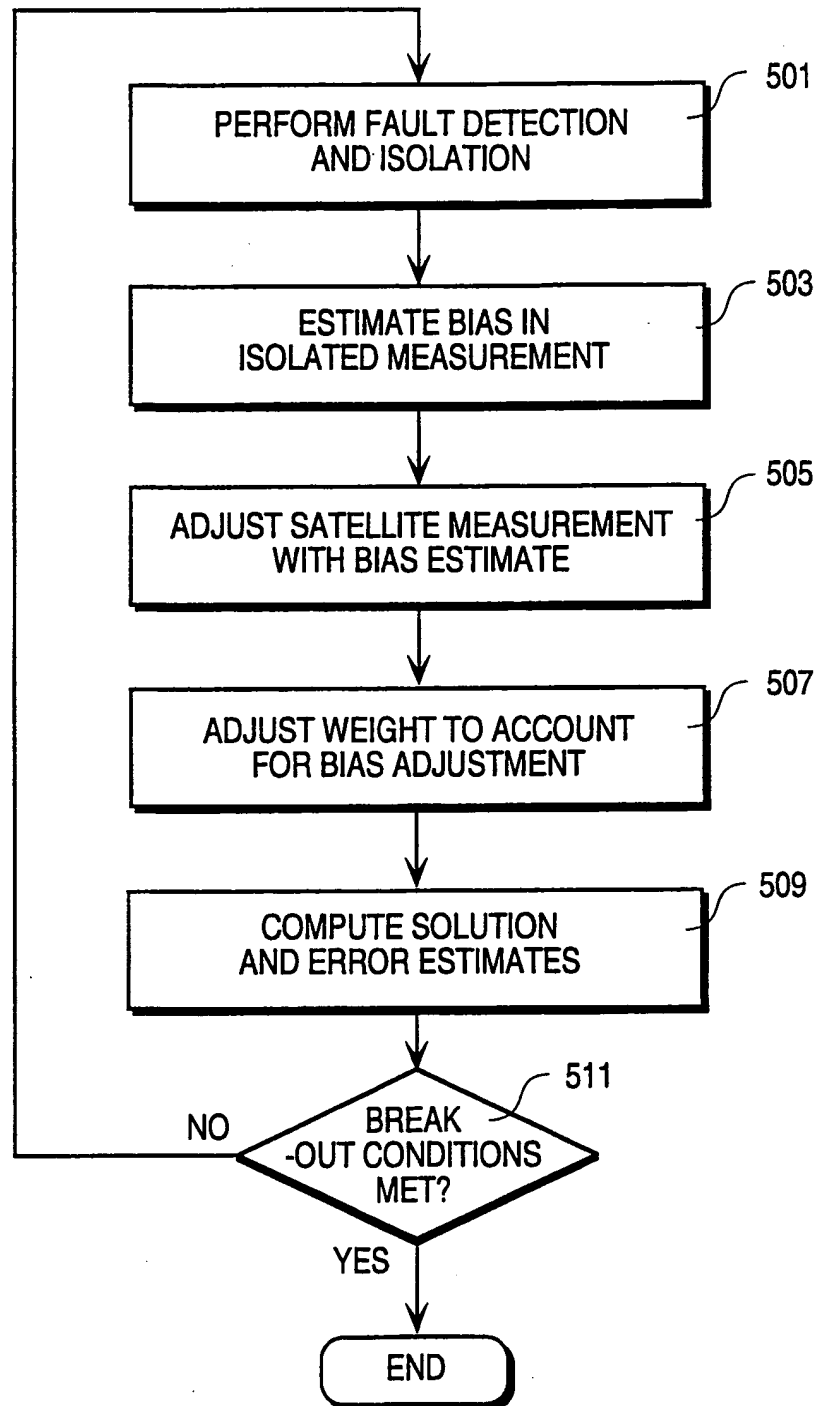 501
PERFORM FAULT DETECTION
AND ISOLATION
503
ESTIMATE BIAS IN
ISOLATED MEASUREMENT
505
ADJUST SATELLITE MEASUREMENT
WITH BIAS ESTIMATE
507
ADJUST WEIGHT TO ACCOUNT
FOR BIAS ADJUSTMENT
509
COMPUTE SOLUTION
AND ERROR ESTIMATES
511
NO
BREAK
-OUT CONDITIONS
MET?
YES
END